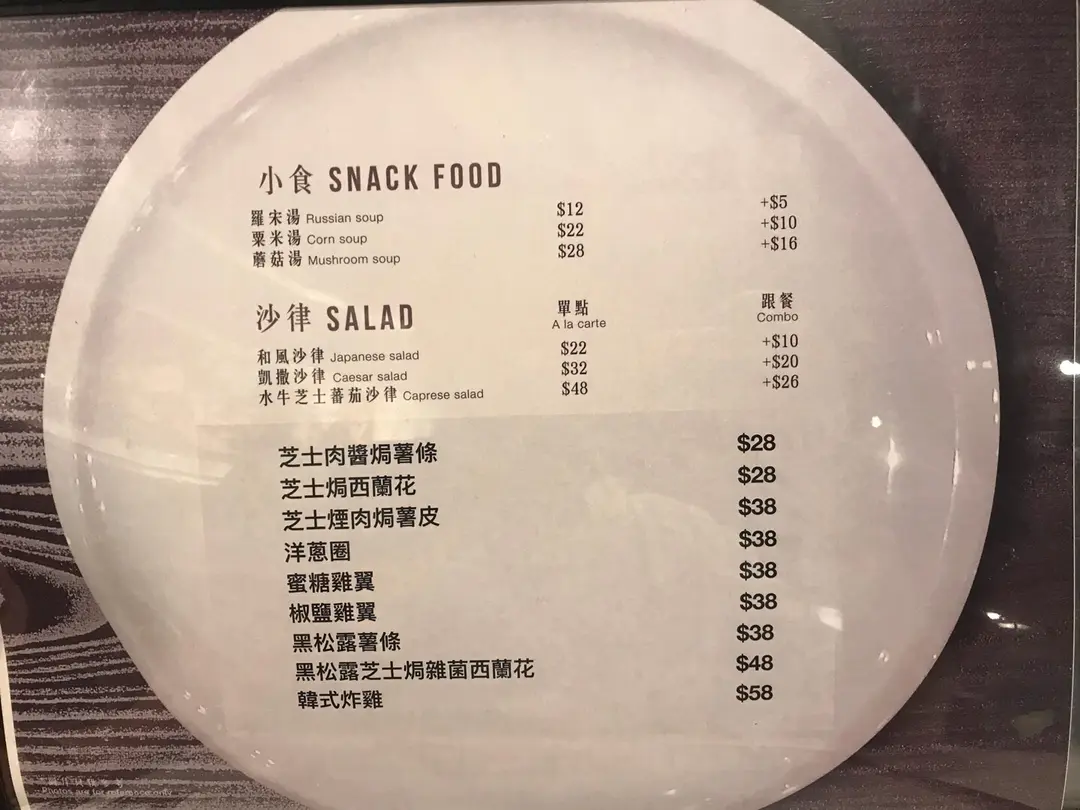 小食 SNACK FOOD
羅宋湯 Russian soup $12 +$5
粟米湯 Corn soup $22 +$10
蘑菇湯 Mushroom soup $28 +$16
沙律 SALAD 單點 跟餐
A la carte Combo
和風沙律 Japanese salad $22 +$10
凱撒沙律 Caesar salad $32 +$20
水牛芝士蕃茄沙律 Caprese salad $48 +$26
芝士肉醬焗薯條 $28
芝士焗西蘭花 $28
芝士煙肉焗薯皮 $38
洋蔥圈 $38
蜜糖雞翼 $38
椒鹽雞翼 $38
黑松露薯條 $38
黑松露芝士焗雜菌西蘭花 $48
韓式炸雞 $58
Photos are for reference only